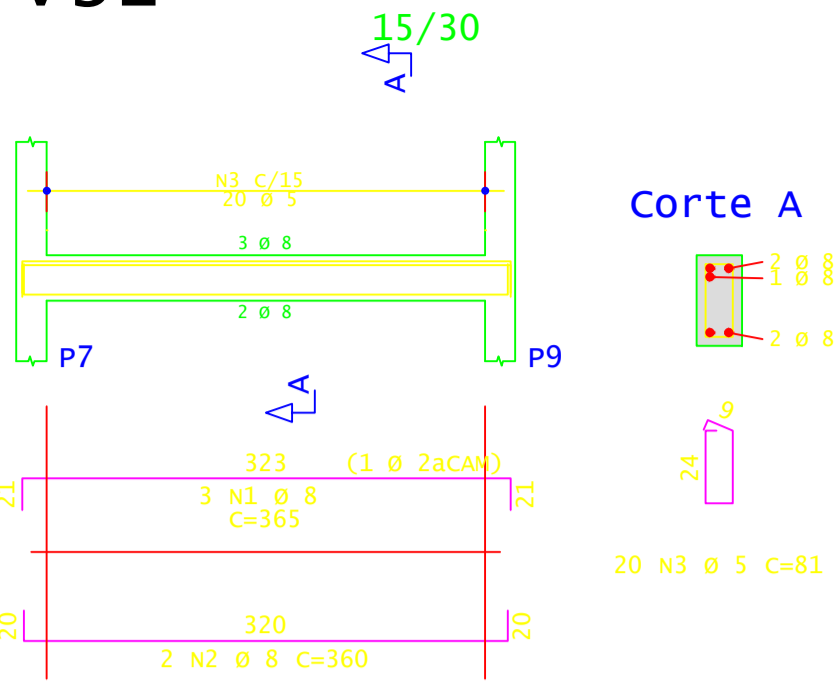 15/30
A
N3 C/15
20 Ø 5
3 Ø 8
2 Ø 8
P7
P9
A
Corte A
2 Ø 8
1 Ø 8
2 Ø 8
323 (1 Ø 2aCAM)
21
21
3 N1 Ø 8
C=365
9
24
20 N3 Ø 5 C=81
320
20
20
2 N2 Ø 8 C=360